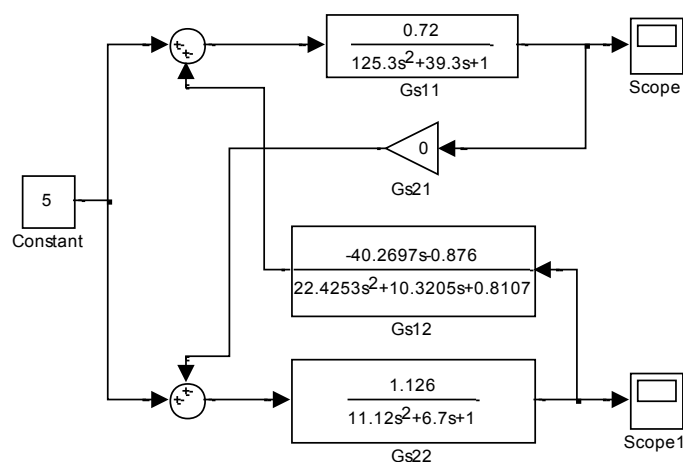 0.72
125.3s2+39.3s+1
Gs11
Scope
0
Gs21
5
Constant
-40.2697s-0.876
22.4253s2+10.3205s+0.8107
Gs12
1.126
11.12s2+6.7s+1
Gs22
Scope1